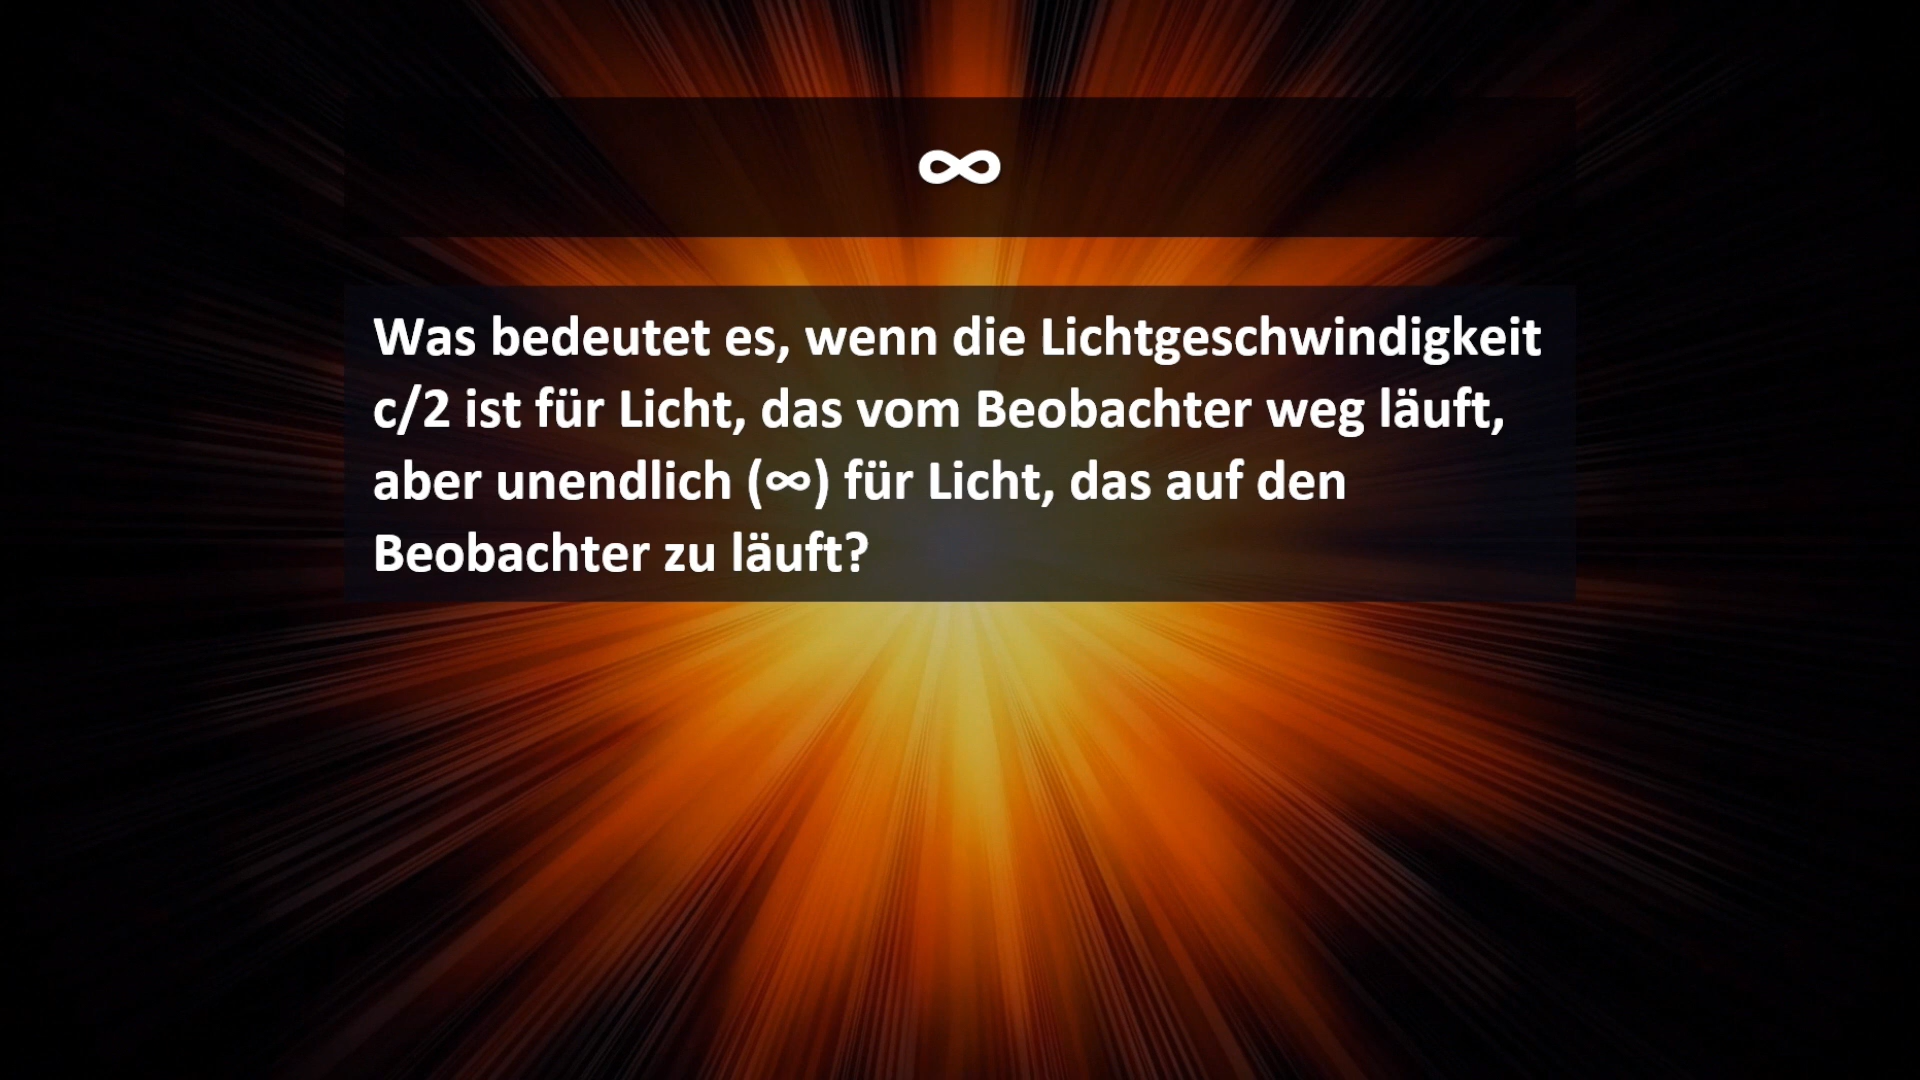 ∞
Was bedeutet es, wenn die Lichtgeschwindigkeit
c/2 ist für Licht, das vom Beobachter weg läuft,
aber unendlich (∞) für Licht, das auf den
Beobachter zu läuft?